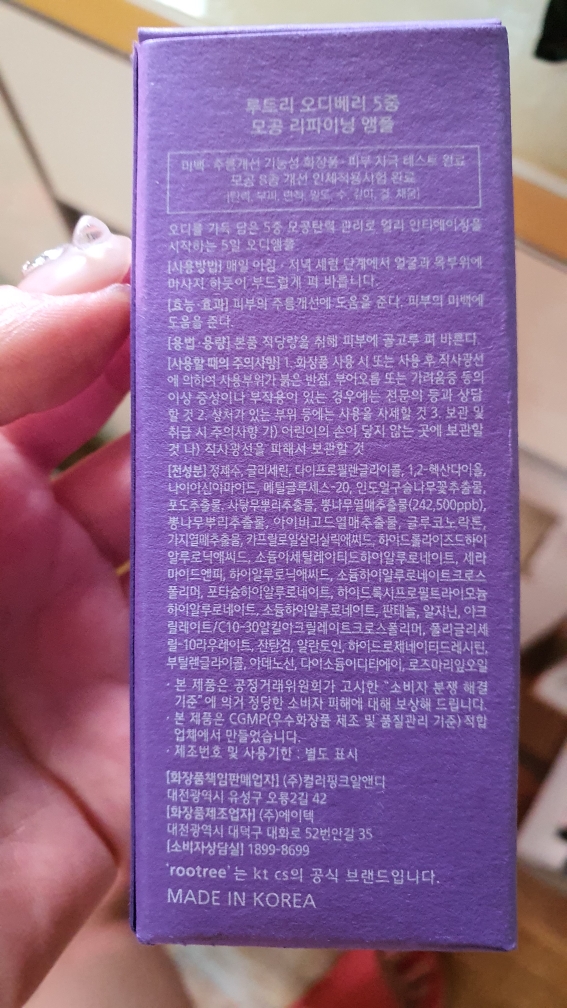 루트리 오디베리 5중
모공 리파이닝 앰플
미백·주름개선 기능성 화장품·피부 자극 테스트 완료
모공 8종 개선 인체적용시험 완료
[탄력, 부피, 면적, 밀도, 수, 깊이, 결, 채움]
오디를 가득 담은 5중 모공탄력 관리로 얼리 안티에이징을
시작하는 5일 오디앰플
[사용방법] 매일 아침·저녁 세럼 단계에서 얼굴과 목부위에
마사지 하듯이 부드럽게 펴 바릅니다.
[효능·효과] 피부의 주름개선에 도움을 준다. 피부의 미백에
도움을 준다.
[용법·용량] 본품 적당량을 취해 피부에 골고루 펴 바른다.
[사용할 때의 주의사항] 1. 화장품 사용 시 또는 사용 후 직사광선
에 의하여 사용부위가 붉은 반점, 부어오름 또는 가려움증 등의
이상 증상이나 부작용이 있는 경우에는 전문의 등과 상담
할 것 2. 상처가 있는 부위 등에는 사용을 자제할 것 3. 보관 및
취급 시 주의사항 가) 어린이의 손이 닿지 않는 곳에 보관할
것 나) 직사광선을 피해서 보관할 것
[전성분] 정제수, 글리세린, 다이프로필렌글라이콜, 1,2-헥산다이올,
나이아신아마이드, 메틸글루세스-20, 인도얼구슬나무꽃추출물,
포도추출물, 사탕무뿌리추출물, 뽕나무열매추출물(242,500ppb),
뽕나무뿌리추출물, 아이비고드열매추출물, 글루코노락톤,
가지열매추출물, 카프릴로일살리실릭애씨드, 하이드롤라이즈드하이
알루로닉애씨드, 소듐아세틸레이티드하이알루로네이트, 세라
마이드엔피, 하이알루로닉애씨드, 소듐하이알루로네이트크로스
폴리머, 포타슘하이알루로네이트, 하이드록시프로필트라이모늄
하이알루로네이트, 소듐하이알루로네이트, 판테놀, 알지닌, 아크
릴레이트/C10-30알킬아크릴레이트크로스폴리머, 폴리글리세
릴-10라우레이트, 잔탄검, 알란토인, 하이드로제네이티드레시틴,
부틸렌글라이콜, 아데노신, 다이소듐이디티에이, 로즈마리잎오일
· 본 제품은 공정거래위원회가 고시한 "소비자 분쟁 해결
기준"에 의거 정당한 소비자 피해에 대해 보상해 드립니다.
· 본 제품은 CGMP(우수화장품 제조 및 품질관리 기준)적합
업체에서 만들었습니다.
· 제조번호 및 사용기한 : 별도 표시
[화장품책임판매업자] (주)컬러핑크알앤디
대전광역시 유성구 오룡2길 42
[화장품제조업자] (주)에이텍
대전광역시 대덕구 대화로 52번안길 35
[소비자상담실] 1899-8699
'rootree'는 kt cs의 공식 브랜드입니다.
MADE IN KOREA